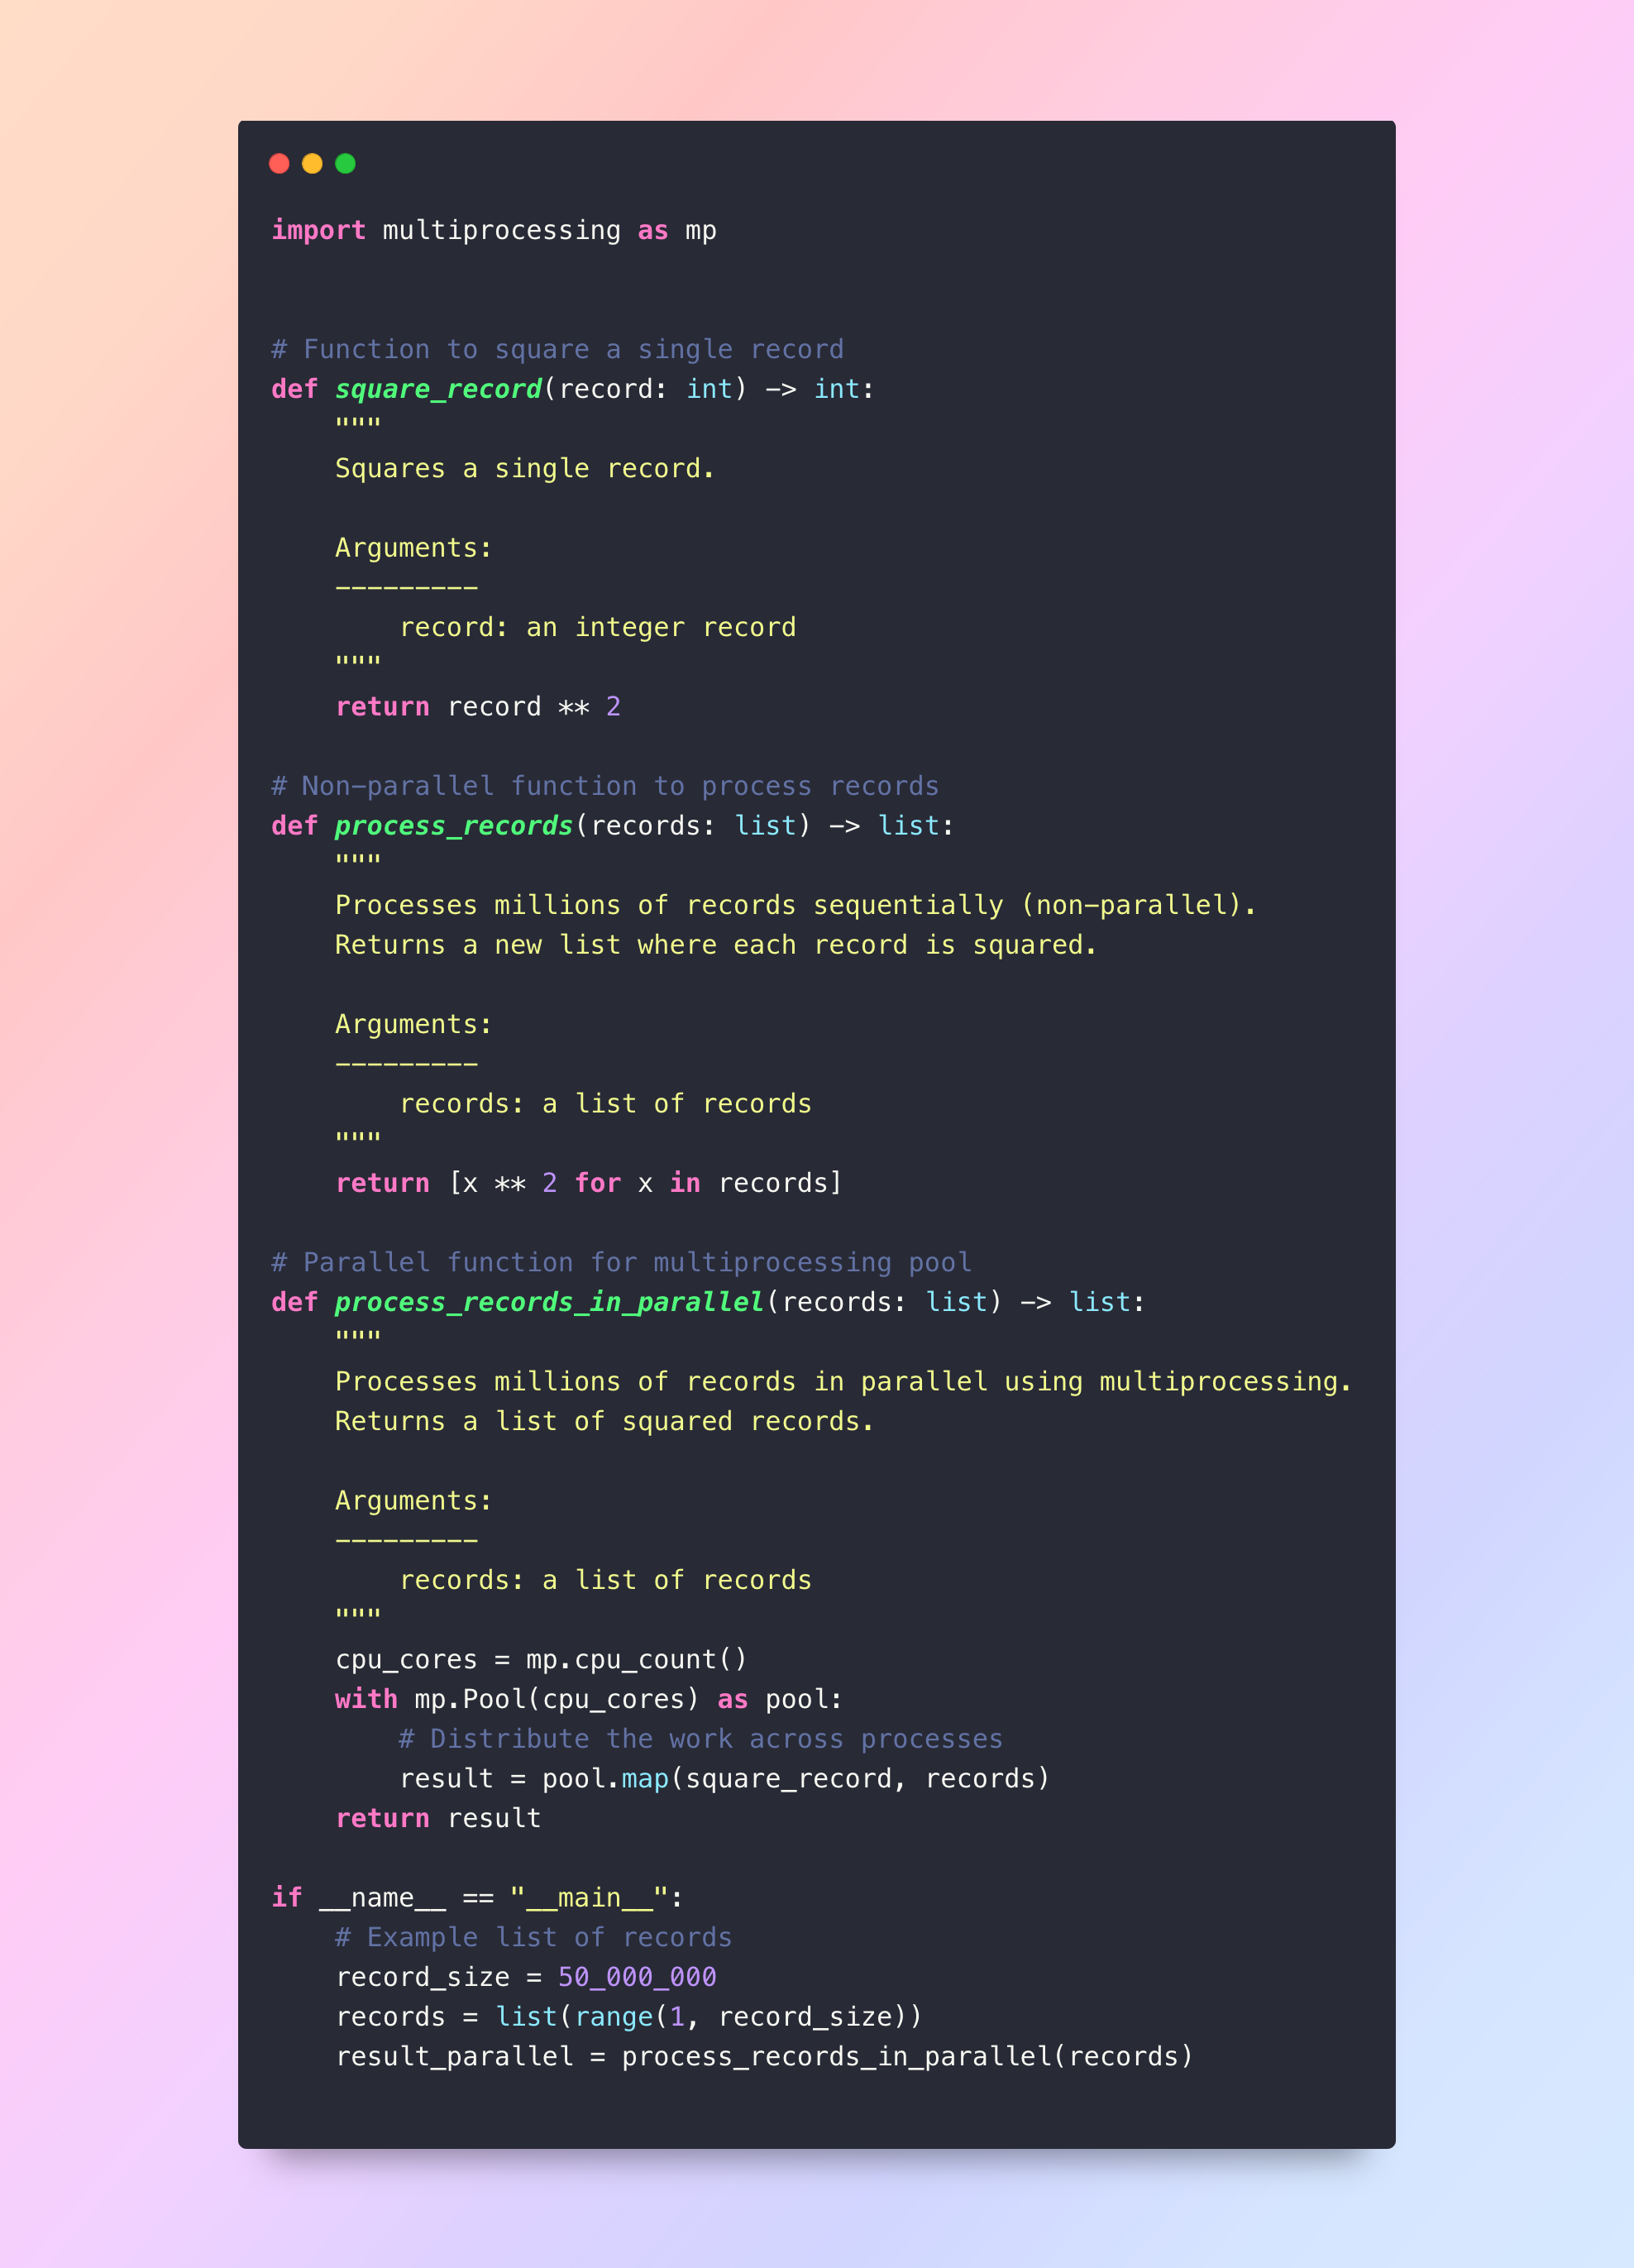 import multiprocessing as mp
# Function to square a single record
def square_record(record: int) -> int:
    """
    Squares a single record.
    Arguments:
    ---------
        record: an integer record
    """
    return record ** 2
# Non-parallel function to process records
def process_records(records: list) -> list:
    """
    Processes millions of records sequentially (non-parallel).
    Returns a new list where each record is squared.
    Arguments:
    ---------
        records: a list of records
    """
    return [x ** 2 for x in records]
# Parallel function for multiprocessing pool
def process_records_in_parallel(records: list) -> list:
    """
    Processes millions of records in parallel using multiprocessing.
    Returns a list of squared records.
    Arguments:
    ---------
        records: a list of records
    """
    cpu_cores = mp.cpu_count()
    with mp.Pool(cpu_cores) as pool:
        # Distribute the work across processes
        result = pool.map(square_record, records)
    return result
if __name__ == "__main__":
    # Example list of records
    record_size = 50_000_000
    records = list(range(1, record_size))
    result_parallel = process_records_in_parallel(records)